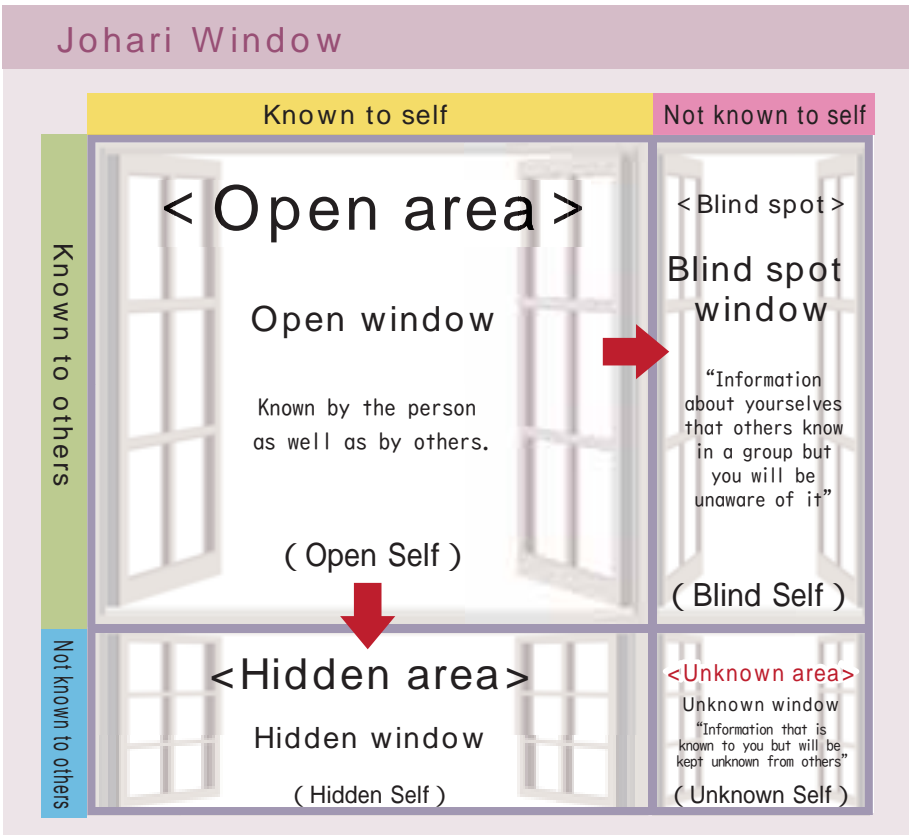 Johari Window
Known to self
Not known to self
Known to others
<Open area>
Open window
Known by the person
as well as by others.
(Open Self)
<Blind spot>
Blind spot
window
“Information
about yourselves
that others know
in a group but
you will be
unaware of it”
(Blind Self)
Not known to others
<Hidden area>
Hidden window
(Hidden Self)
<Unknown area>
Unknown window
“Information that is
known to you but will be
kept unknown from others”
(Unknown Self)